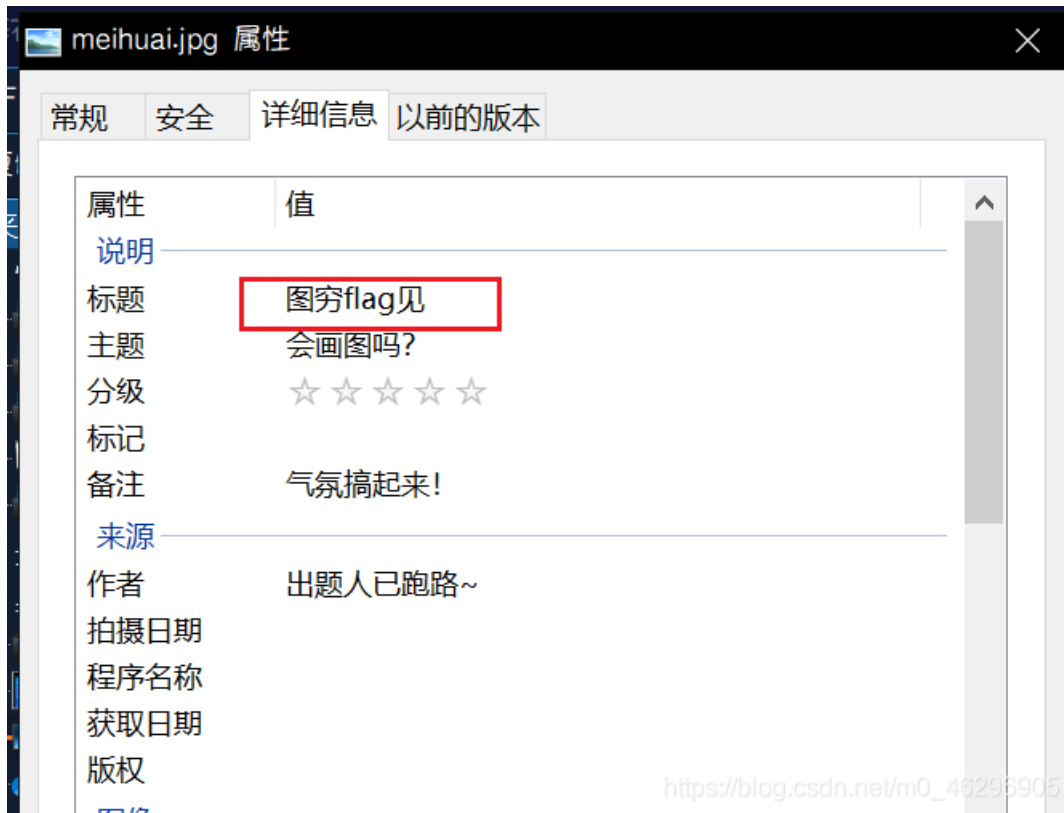 meihuai.jpg 属性
常规 安全 详细信息 以前的版本
属性 值
说明
标题 图穷flag见
主题 会画图吗?
分级 ☆☆☆☆☆
标记
备注 气氛搞起来!
来源
作者 出题人已跑路~
拍摄日期
程序名称
获取日期
版权
https://blog.csdn.net/m0_46296905